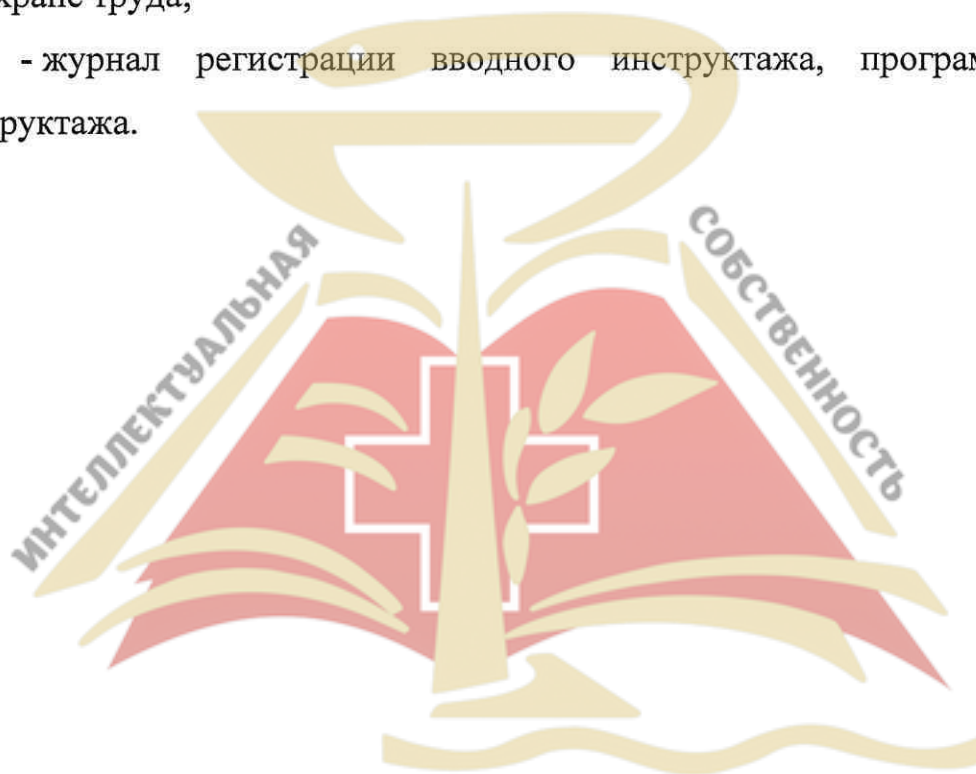 хране труда;
- журнал регистрации вводного инструктажа, програм
руктажа.
ИНТЕЛЛЕКТУАЛЬНАЯ
СОБСТВЕННОСТЬ